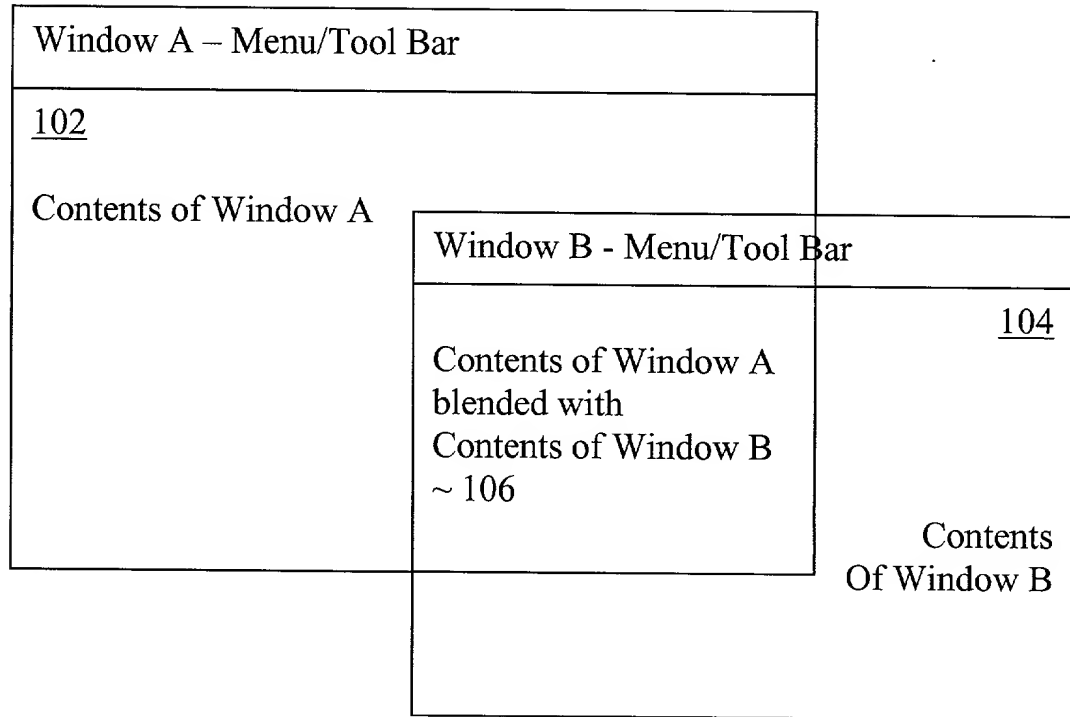 Window A – Menu/Tool Bar
102
Contents of Window A
Window B - Menu/Tool Bar
104
Contents of Window A
blended with
Contents of Window B
~ 106
Contents
Of Window B